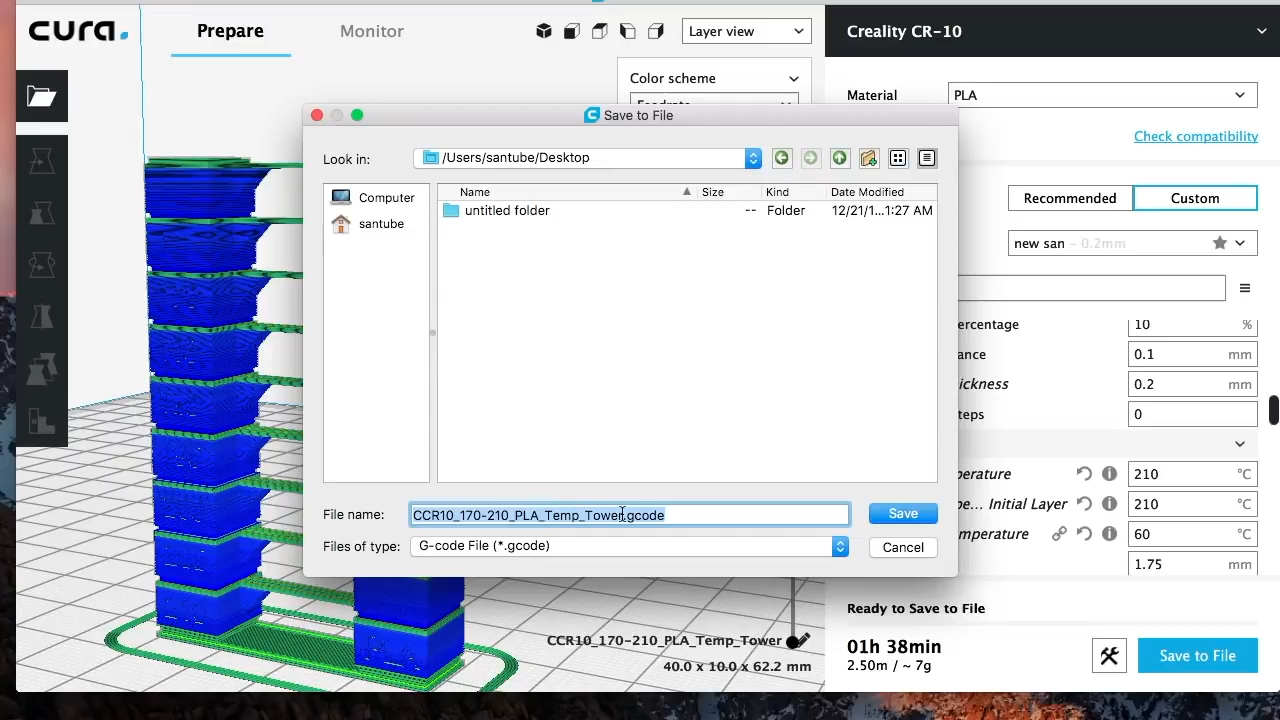 cura.
Prepare
Monitor
Layer view
Creality CR-10
Color scheme
Material
PLA
Check compatibility
Save to File
Look in:
/Users/santube/Desktop
Computer
santube
Name
Size
Kind
Date Modified
untitled folder
--
Folder
12/21/1...1:27 AM
Recommended
Custom
new san - 0.2mm
ercentage
10
%
ance
0.1
mm
ickness
0.2
mm
teps
0
perature
210
°C
pe... Initial Layer
210
°C
mperature
60
°C
1.75
mm
File name:
CCR10_170-210_PLA_Temp_Tower.gcode
Save
Files of type:
G-code File (*.gcode)
Cancel
CCR10_170-210_PLA_Temp_Tower
40.0 x 10.0 x 62.2 mm
Ready to Save to File
01h 38min
2.50m / ~ 7g
Save to File